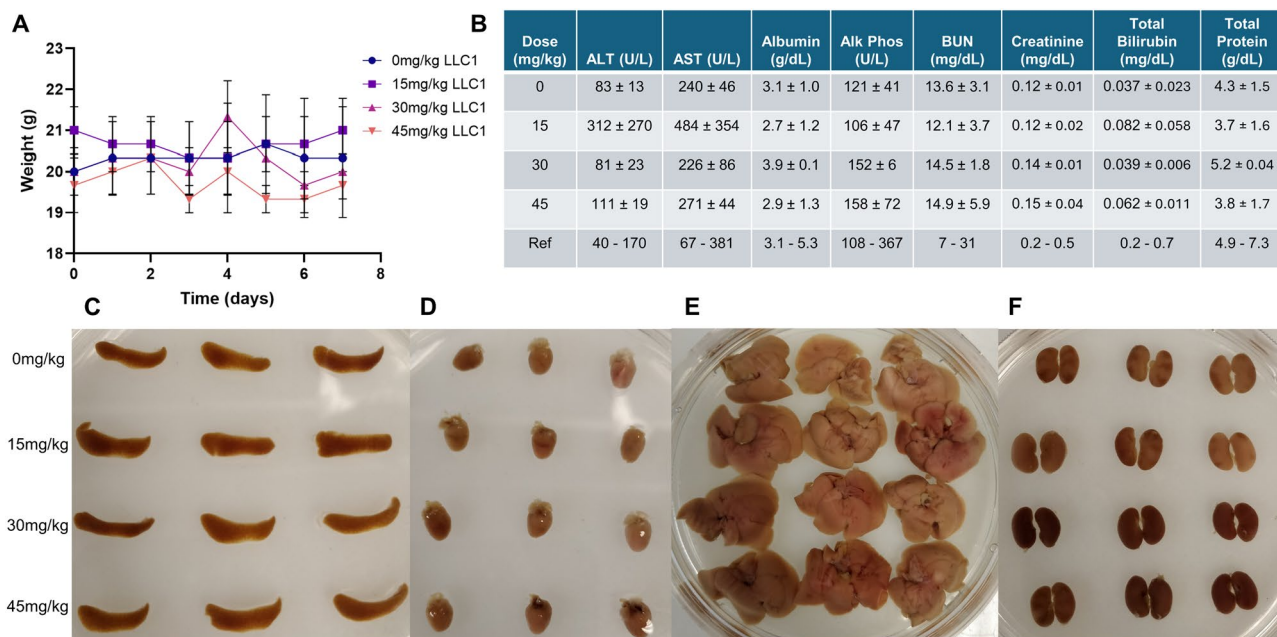 A
23
22
21
20
19
18
Weight (g)
0
2
4
6
8
Time (days)
0mg/kg LLC1
15mg/kg LLC1
30mg/kg LLC1
45mg/kg LLC1
B
Dose (mg/kg) ALT (U/L) AST (U/L) Albumin (g/dL) Alk Phos (U/L) BUN (mg/dL) Creatinine (mg/dL) Total Bilirubin (mg/dL) Total Protein (g/dL)
0 83 ± 13 240 ± 46 3.1 ± 1.0 121 ± 41 13.6 ± 3.1 0.12 ± 0.01 0.037 ± 0.023 4.3 ± 1.5
15 312 ± 270 484 ± 354 2.7 ± 1.2 106 ± 47 12.1 ± 3.7 0.12 ± 0.02 0.082 ± 0.058 3.7 ± 1.6
30 81 ± 23 226 ± 86 3.9 ± 0.1 152 ± 6 14.5 ± 1.8 0.14 ± 0.01 0.039 ± 0.006 5.2 ± 0.04
45 111 ± 19 271 ± 44 2.9 ± 1.3 158 ± 72 14.9 ± 5.9 0.15 ± 0.04 0.062 ± 0.011 3.8 ± 1.7
Ref 40 - 170 67 - 381 3.1 - 5.3 108 - 367 7 - 31 0.2 - 0.5 0.2 - 0.7 4.9 - 7.3
C
D
E
F
0mg/kg
15mg/kg
30mg/kg
45mg/kg